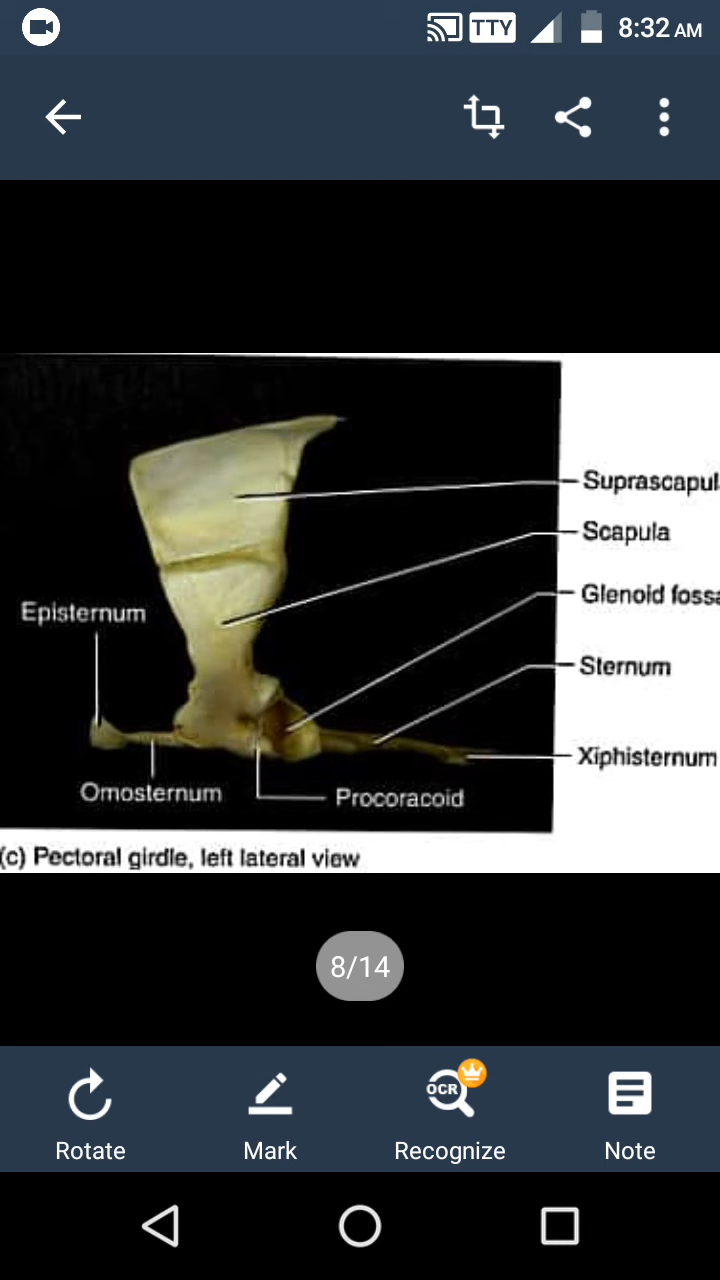 TTY 8:32 AM
Suprascapul
Scapula
Glenoid fossa
Episternum
Sternum
Xiphisternum
Omosternum
Procoracoid
(c) Pectoral girdle, left lateral view
8/14
OCR
Rotate Mark Recognize Note